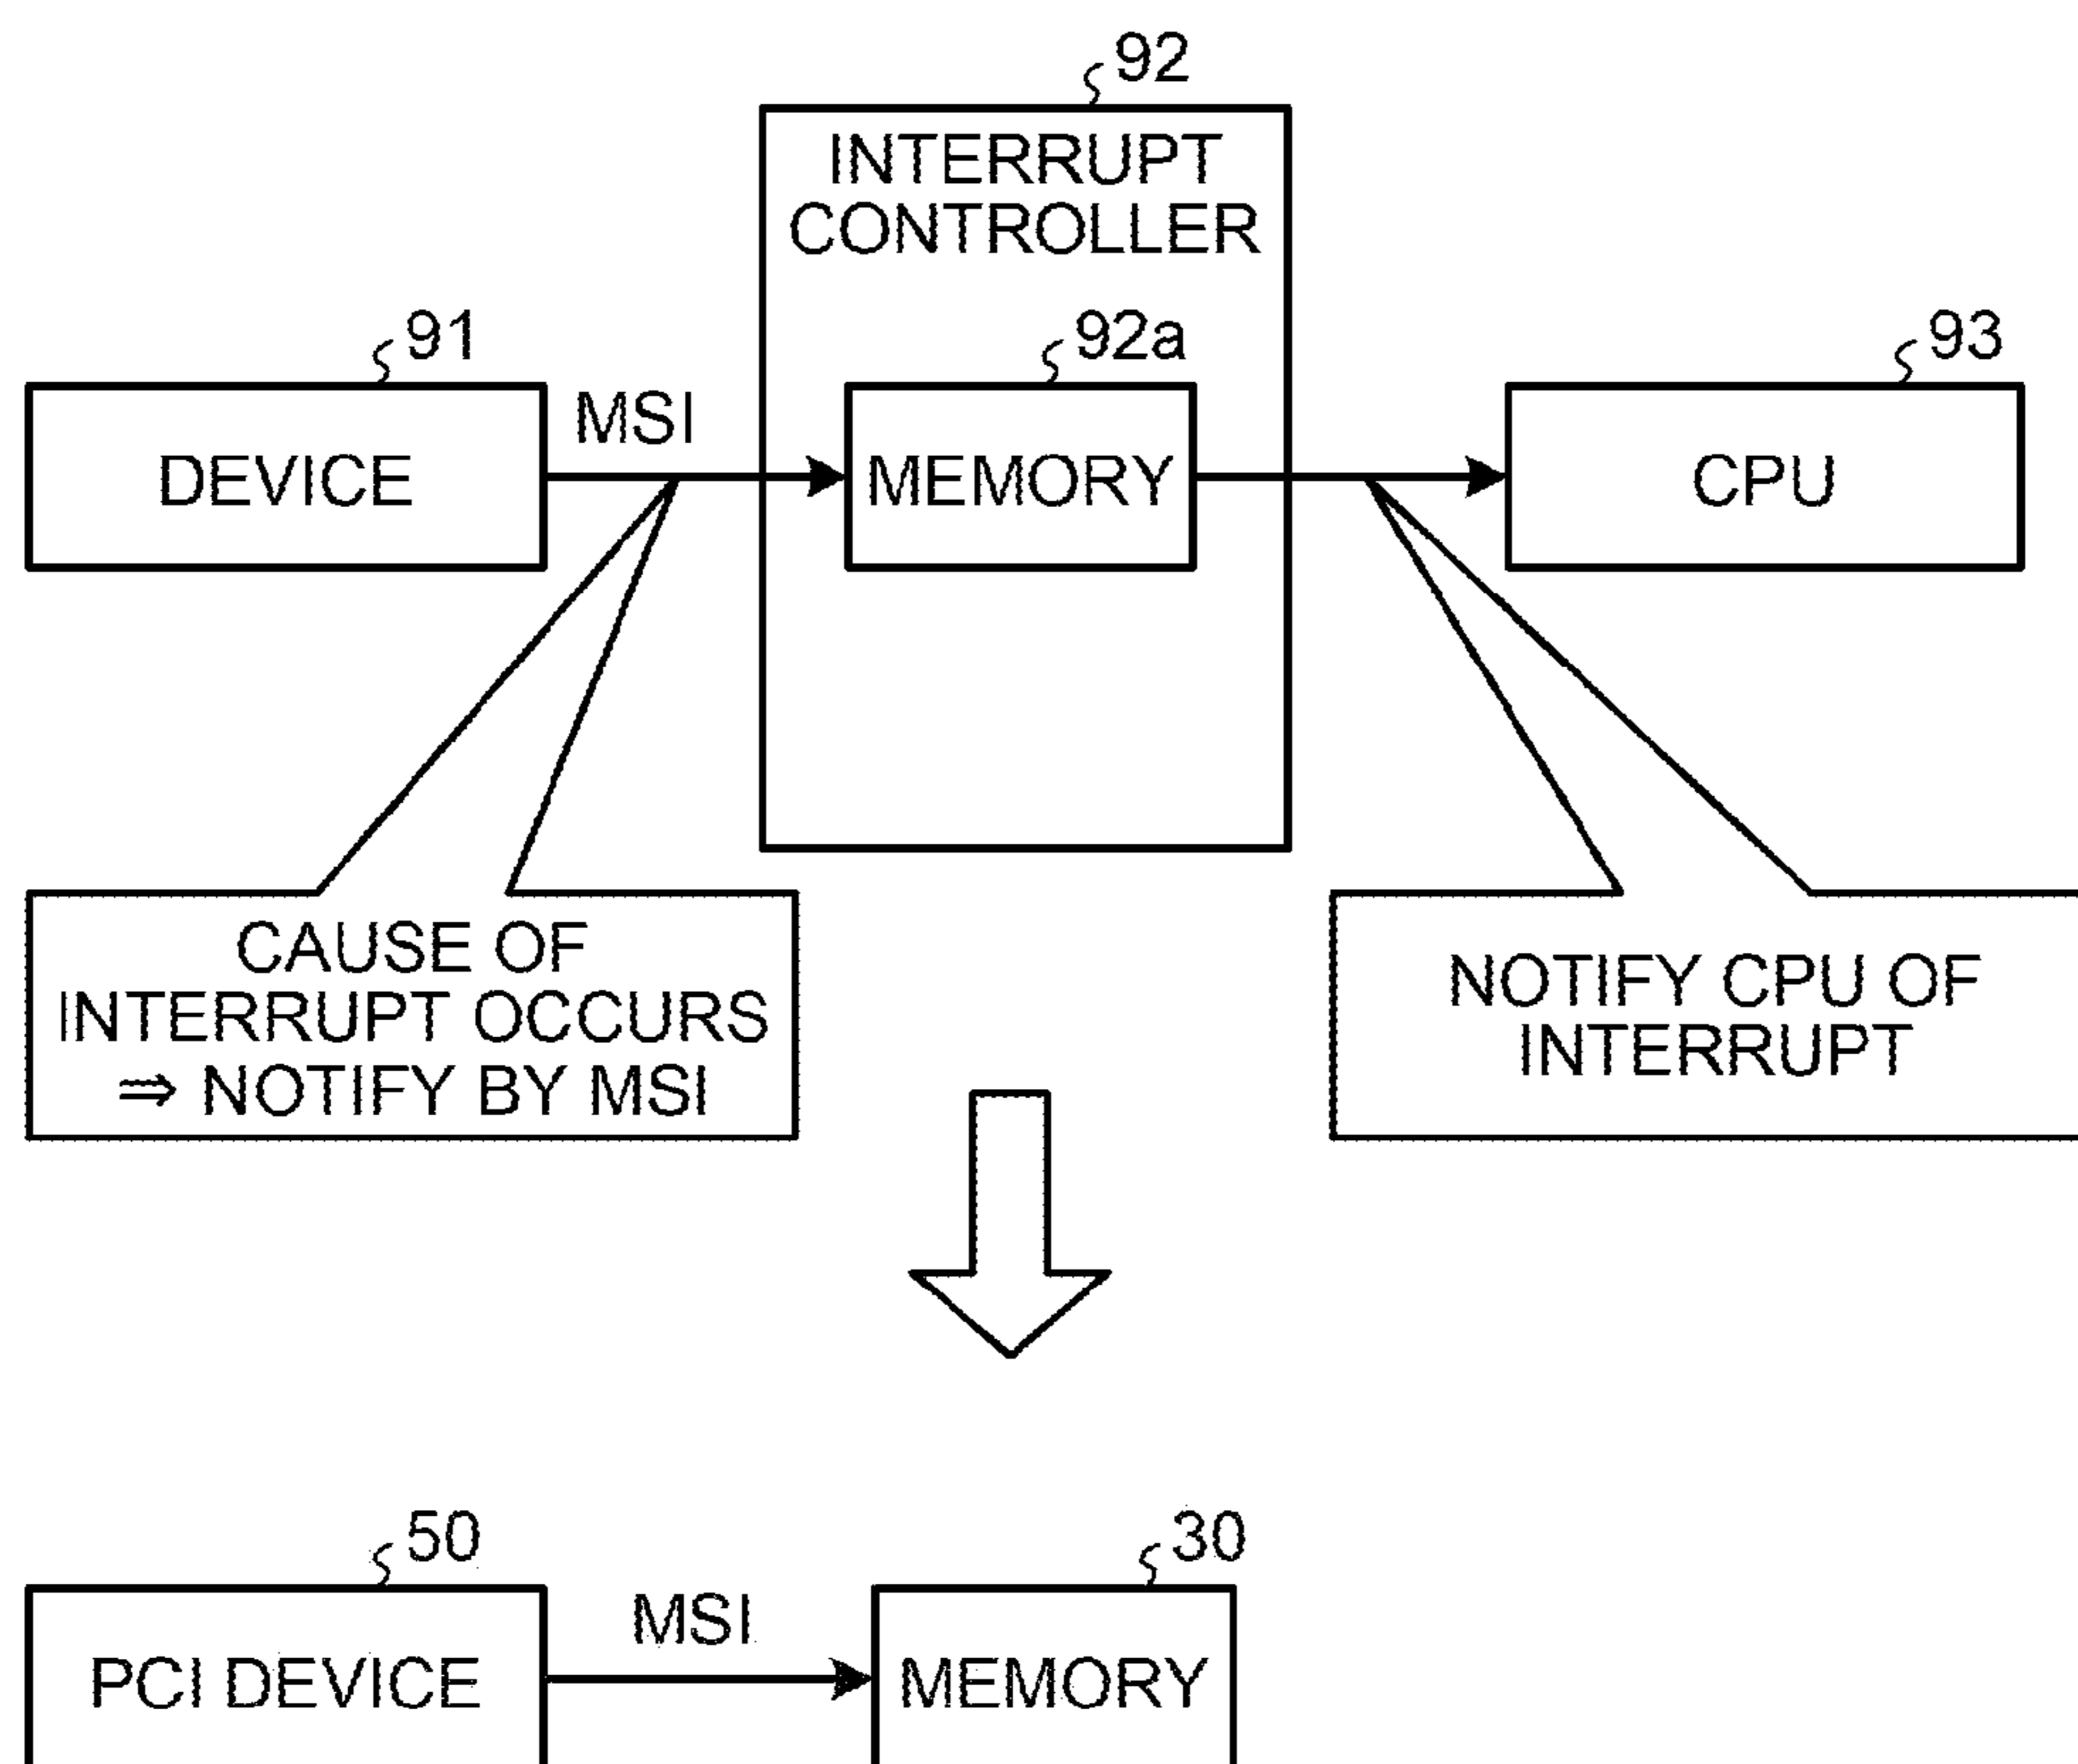 92
INTERRUPT
CONTROLLER
91
92a
93
MSI
DEVICE
MEMORY
CPU
CAUSE OF
INTERRUPT OCCURS
⇒ NOTIFY BY MSI
NOTIFY CPU OF
INTERRUPT
50
30
MSI
PCI DEVICE
MEMORY